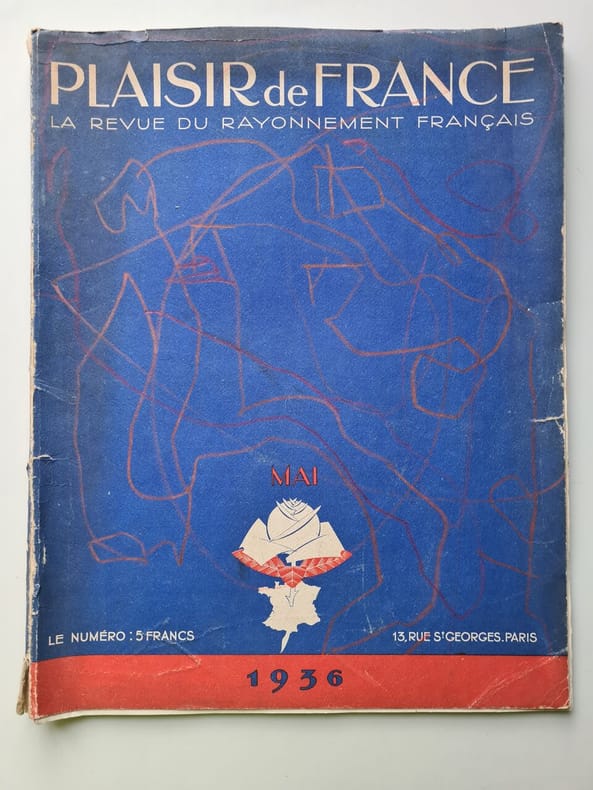 PLAISIR de FRANCE
LA REVUE DU RAYONNEMENT FRANÇAIS
MAI
LE NUMÉRO : 5 FRANCS
13, RUE ST GEORGES. PARIS
1936